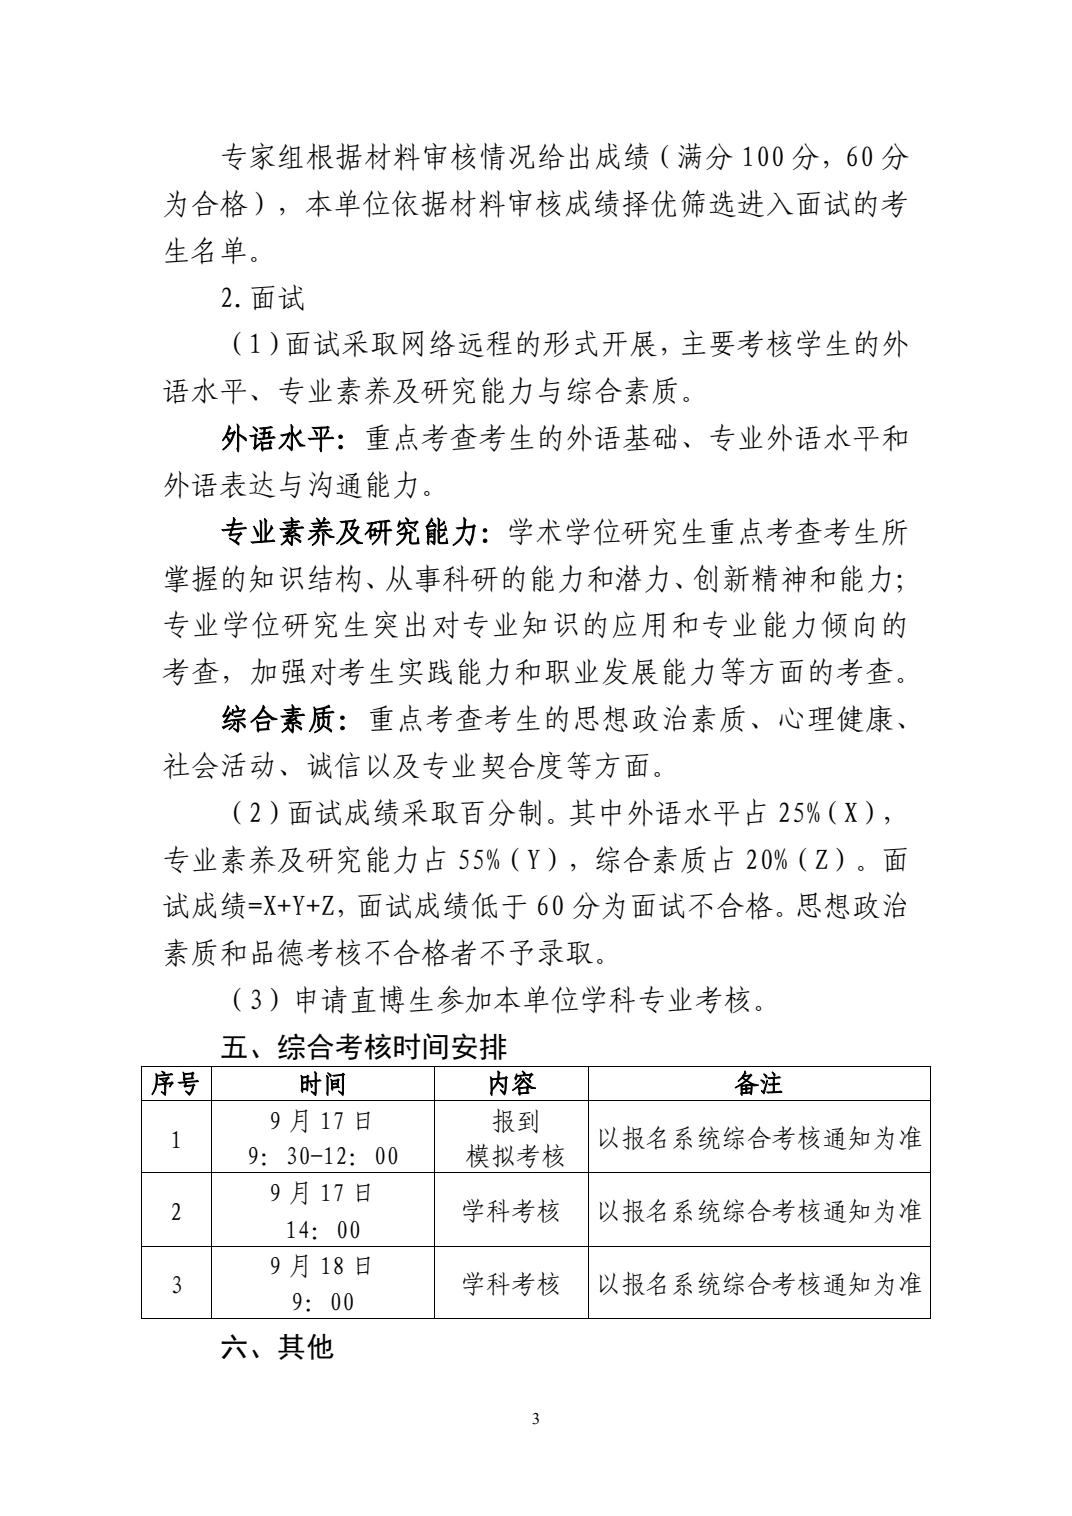 专家组根据材料审核情况给出成绩（满分 100 分，60 分
为合格），本单位依据材料审核成绩择优筛选进入面试的考
生名单。
2.面试
（1）面试采取网络远程的形式开展，主要考核学生的外
语水平、专业素养及研究能力与综合素质。
外语水平：重点考查考生的外语基础、专业外语水平和
外语表达与沟通能力。
专业素养及研究能力：学术学位研究生重点考查考生所
掌握的知识结构、从事科研的能力和潜力、创新精神和能力；
专业学位研究生突出对专业知识的应用和专业能力倾向的
考查，加强对考生实践能力和职业发展能力等方面的考查。
综合素质：重点考查考生的思想政治素质、心理健康、
社会活动、诚信以及专业契合度等方面。
（2）面试成绩采取百分制。其中外语水平占 25%（X），
专业素养及研究能力占 55%（Y），综合素质占 20%（Z）。面
试成绩=X+Y+Z，面试成绩低于 60 分为面试不合格。思想政治
素质和品德考核不合格者不予录取。
（3）申请直博生参加本单位学科专业考核。
五、综合考核时间安排
序号 时间 内容 备注
1 9 月 17 日 9：30-12：00 报到 模拟考核 以报名系统综合考核通知为准
2 9 月 17 日 14：00 学科考核 以报名系统综合考核通知为准
3 9 月 18 日 9：00 学科考核 以报名系统综合考核通知为准
六、其他
3